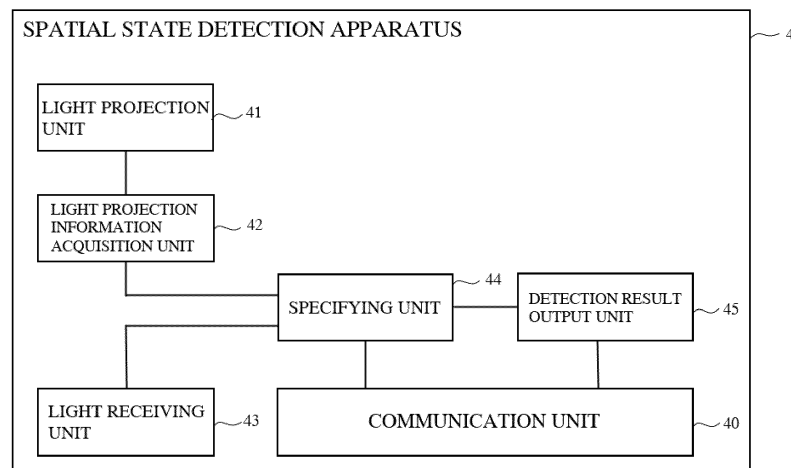 SPATIAL STATE DETECTION APPARATUS
4
LIGHT PROJECTION
UNIT
41
LIGHT PROJECTION
INFORMATION
ACQUISITION UNIT
42
SPECIFYING UNIT
44
DETECTION RESULT
OUTPUT UNIT
45
LIGHT RECEIVING
UNIT
43
COMMUNICATION UNIT
40